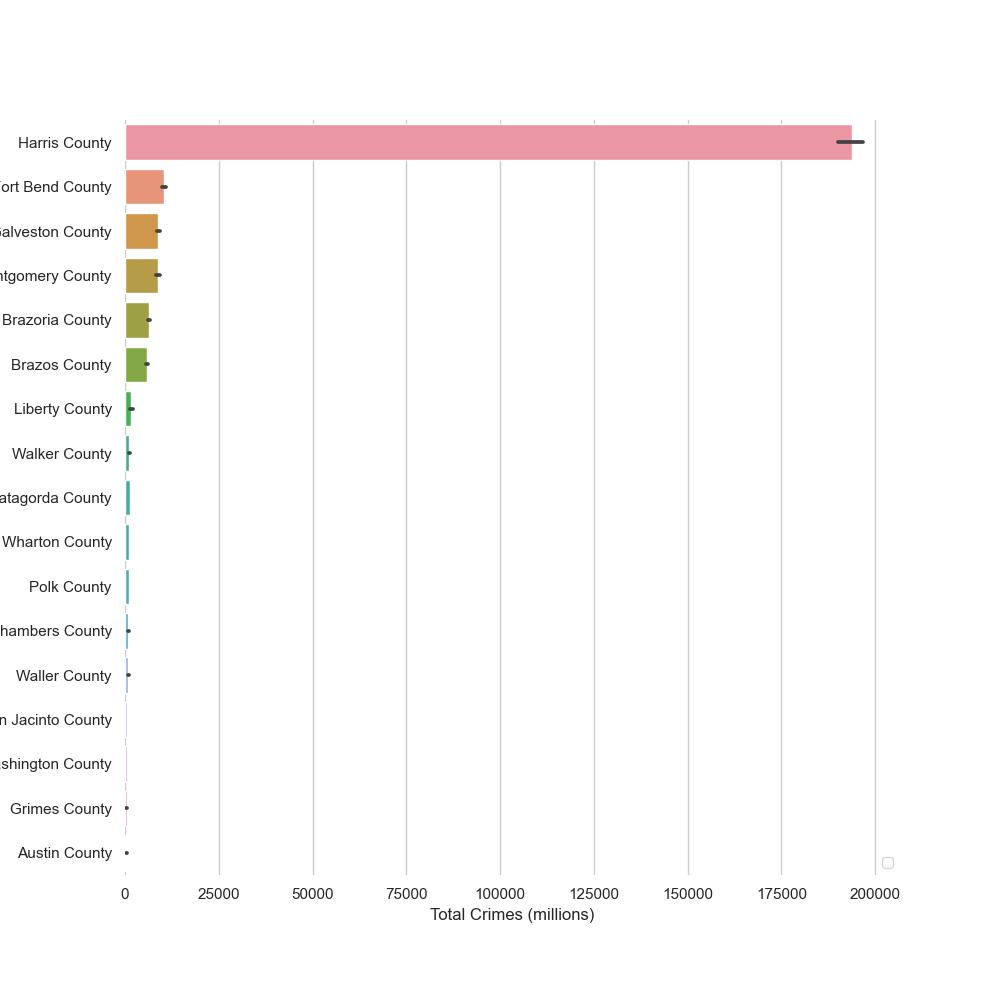 Harris County
ort Bend County
alveston County
ntgomery County
Brazoria County
Brazos County
Liberty County
Walker County
atagorda County
Wharton County
Polk County
hambers County
Waller County
n Jacinto County
shington County
Grimes County
Austin County
0 25000 50000 75000 100000 125000 150000 175000 200000
Total Crimes (millions)